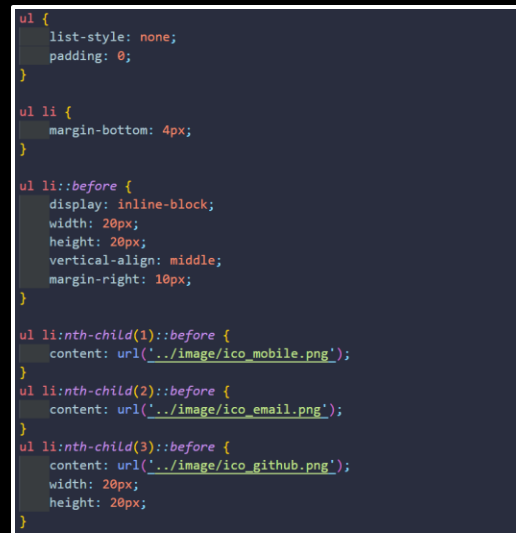 ul {
    list-style: none;
    padding: 0;
}

ul li {
    margin-bottom: 4px;
}

ul li::before {
    display: inline-block;
    width: 20px;
    height: 20px;
    vertical-align: middle;
    margin-right: 10px;
}

ul li:nth-child(1)::before {
    content: url('../image/ico_mobile.png');
}
ul li:nth-child(2)::before {
    content: url('../image/ico_email.png');
}
ul li:nth-child(3)::before {
    content: url('../image/ico_github.png');
    width: 20px;
    height: 20px;
}